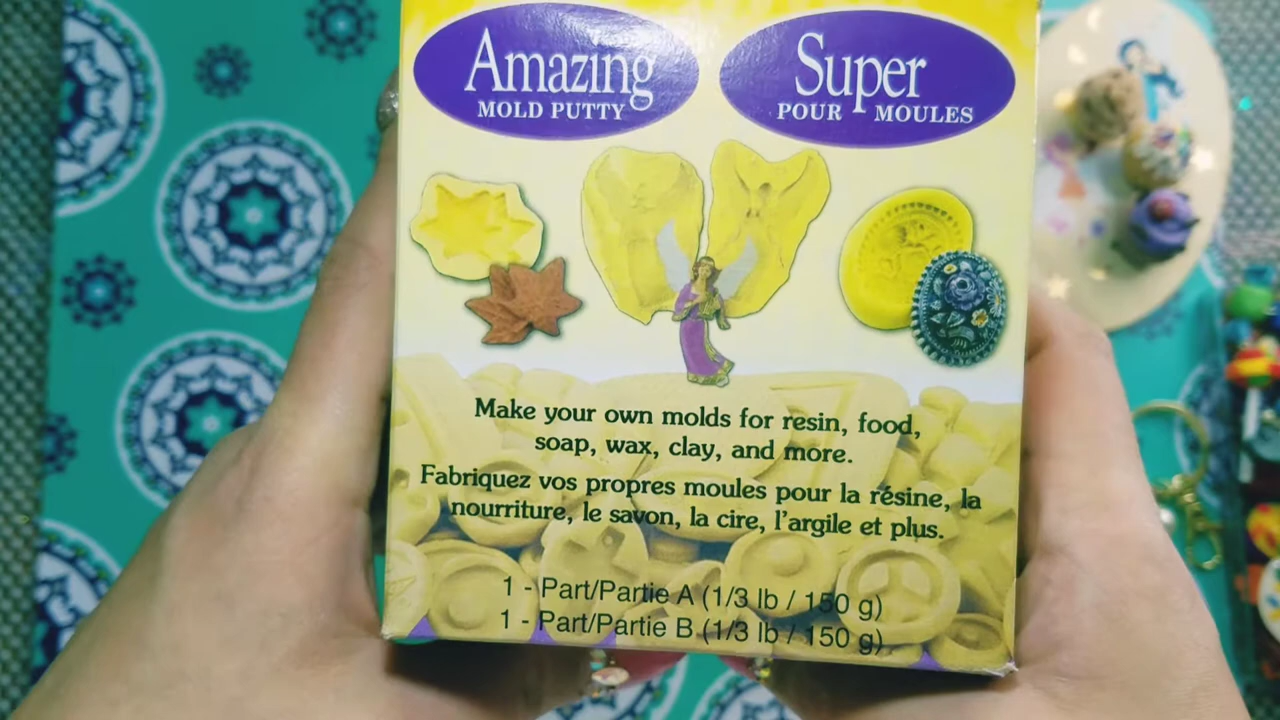 Amazing
MOLD PUTTY
Super
POUR MOULES
Make your own molds for resin, food,
soap, wax, clay, and more.
Fabriquez vos propres moules pour la résine, la
nourriture, le savon, la cire, l'argile et plus.
1 - Part/Partie A (1/3 lb / 150 g)
1 - Part/Partie B (1/3 lb / 150 g)